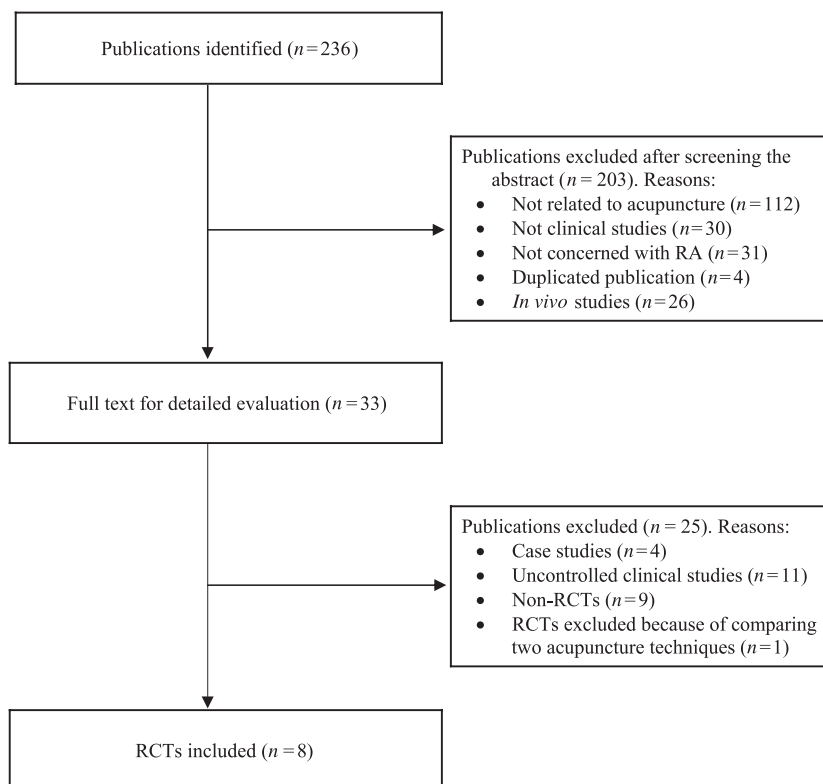 Publications identified (n=236)
Publications excluded after screening the
abstract (n = 203). Reasons:
• Not related to acupuncture (n=112)
• Not clinical studies (n=30)
• Not concerned with RA (n=31)
• Duplicated publication (n=4)
• In vivo studies (n=26)
Full text for detailed evaluation (n=33)
Publications excluded (n = 25). Reasons:
• Case studies (n=4)
• Uncontrolled clinical studies (n=11)
• Non-RCTs (n=9)
• RCTs excluded because of comparing
two acupuncture techniques (n=1)
RCTs included (n=8)